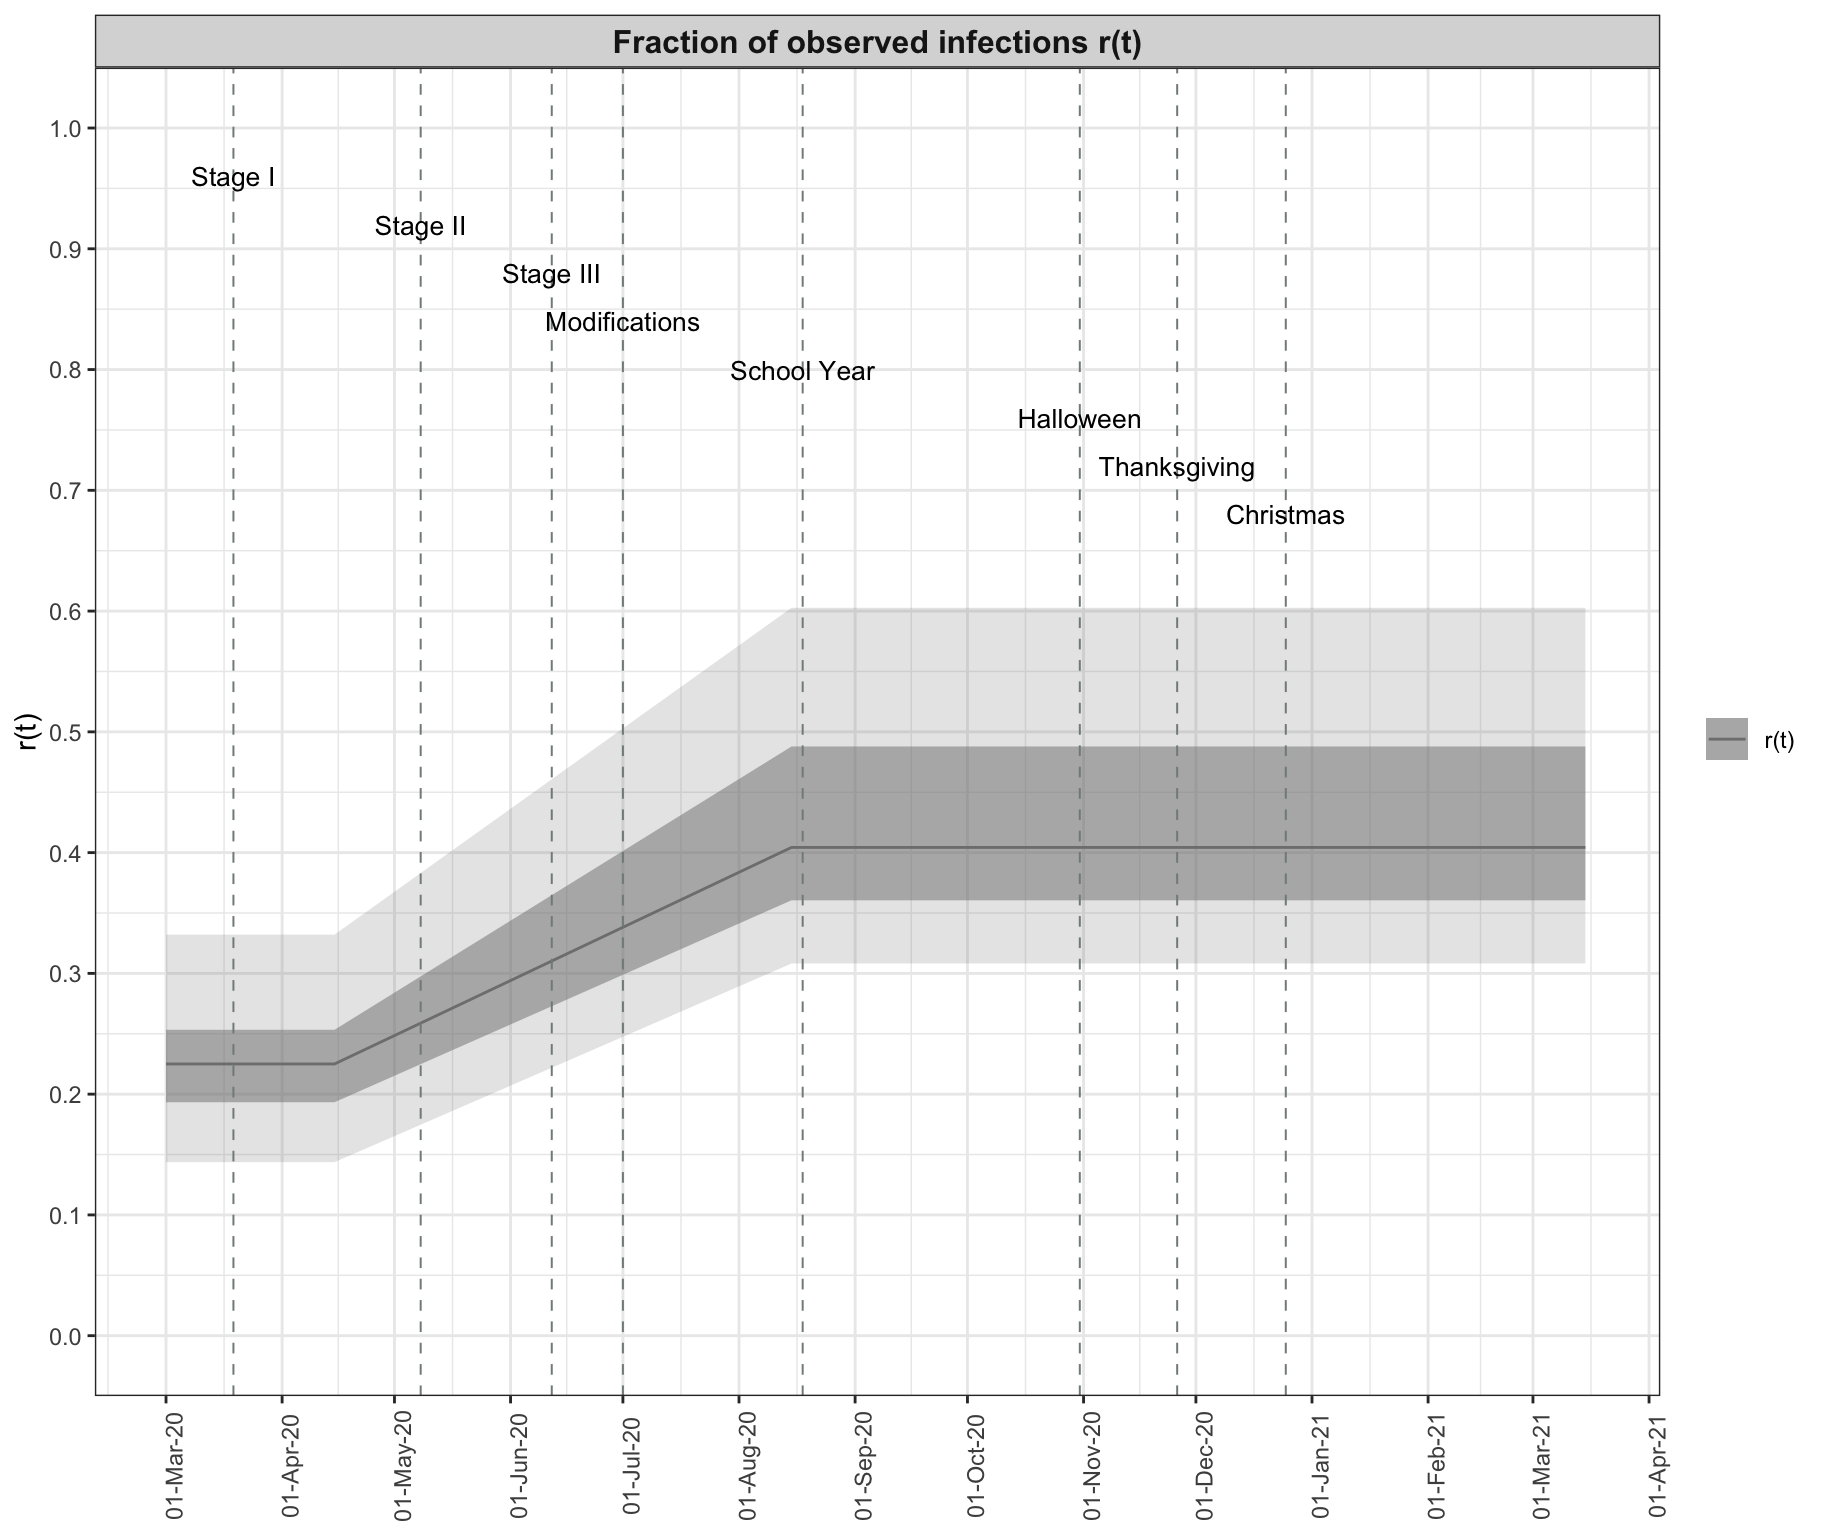 Fraction of observed infections r(t)
1.0
0.9
0.8
0.7
0.6
0.5
0.4
0.3
0.2
0.1
0.0
r(t)
Stage I
Stage II
Stage III
Modifications
School Year
Halloween
Thanksgiving
Christmas
r(t)
01-Mar-20
01-Apr-20
01-May-20
01-Jun-20
01-Jul-20
01-Aug-20
01-Sep-20
01-Oct-20
01-Nov-20
01-Dec-20
01-Jan-21
01-Feb-21
01-Mar-21
01-Apr-21